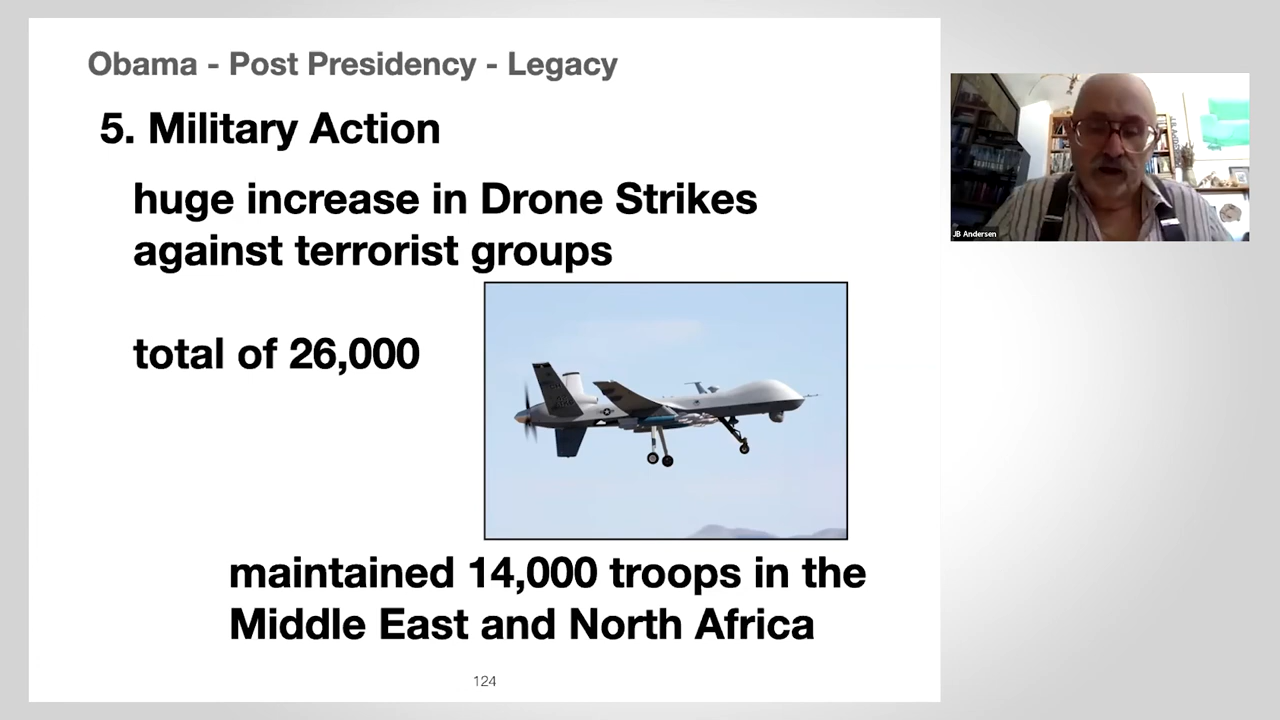 Obama - Post Presidency - Legacy
5. Military Action
huge increase in Drone Strikes
against terrorist groups
total of 26,000
maintained 14,000 troops in the
Middle East and North Africa
124
JB Andersen